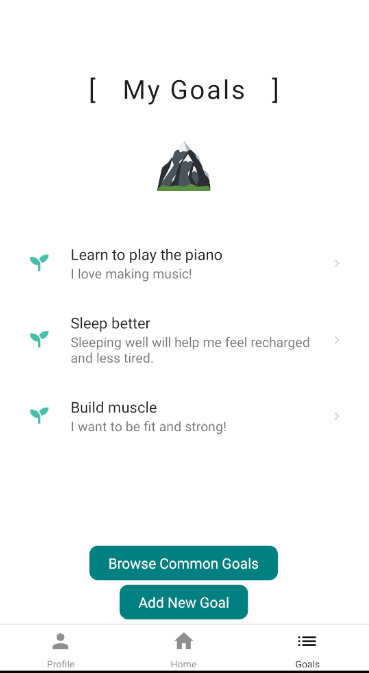 [ My Goals ]
Learn to play the piano
I love making music!
Sleep better
Sleeping well will help me feel recharged
and less tired.
Build muscle
I want to be fit and strong!
Browse Common Goals
Add New Goal
Profile
Home
Goals